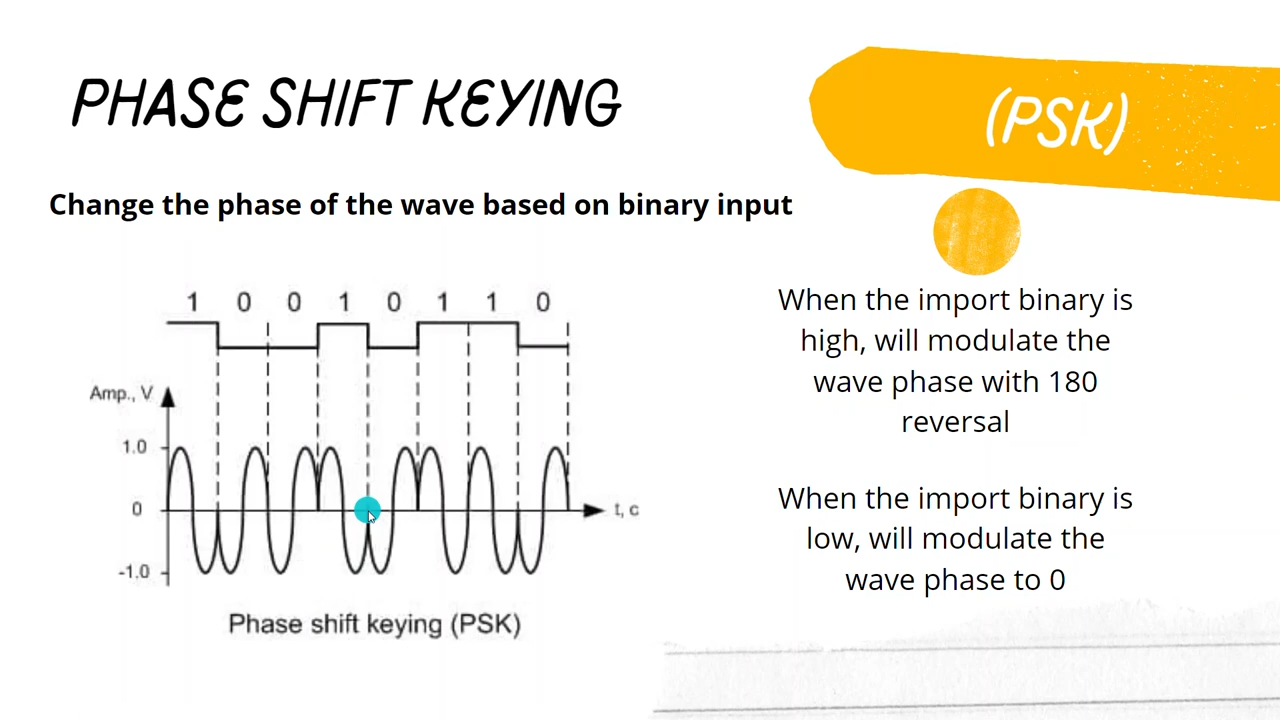 PHASE SHIFT KEYING
(PSK)
Change the phase of the wave based on binary input
1 0 0 1 0 1 1 0
Amp., V
1.0
0
-1.0
t, c
Phase shift keying (PSK)
When the import binary is
high, will modulate the
wave phase with 180
reversal
When the import binary is
low, will modulate the
wave phase to 0